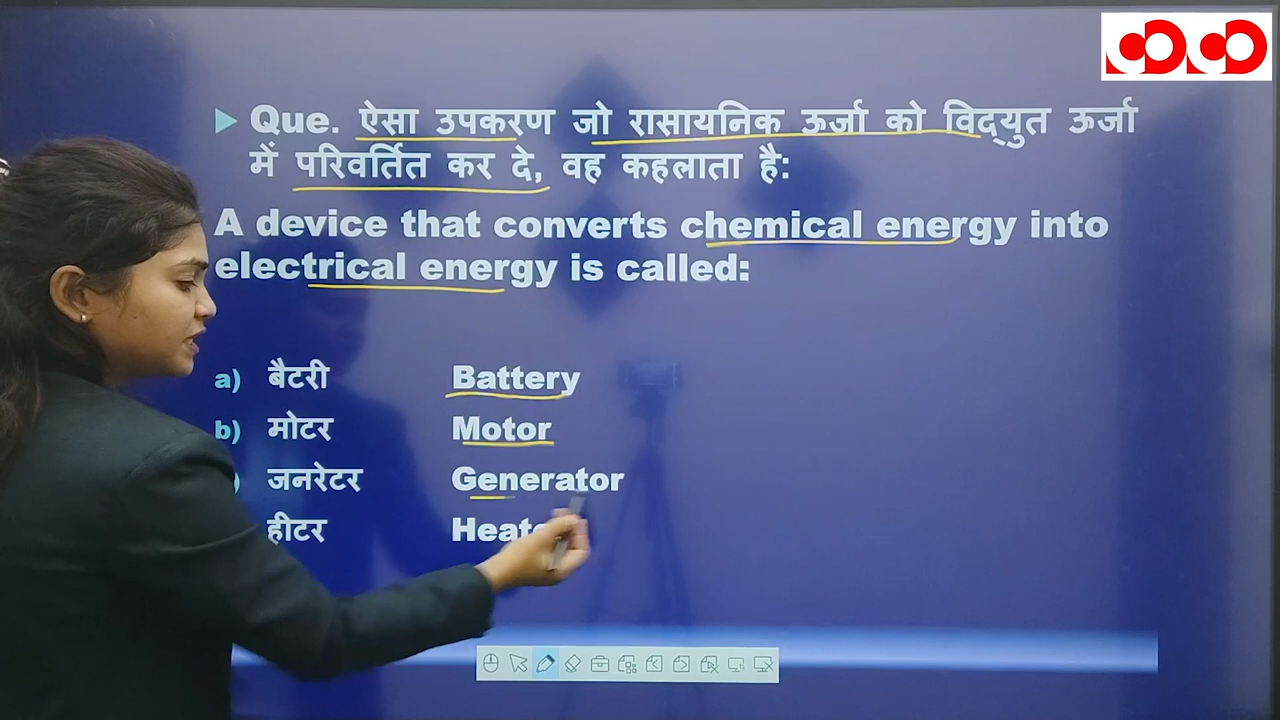 Que. ऐसा उपकरण जो रासायनिक ऊर्जा को विद्युत ऊर्जा
में परिवर्तित कर दे, वह कहलाता है:
A device that converts chemical energy into
electrical energy is called:
a) बैटरी Battery
b) मोटर Motor
) जनरेटर Generator
हीटर